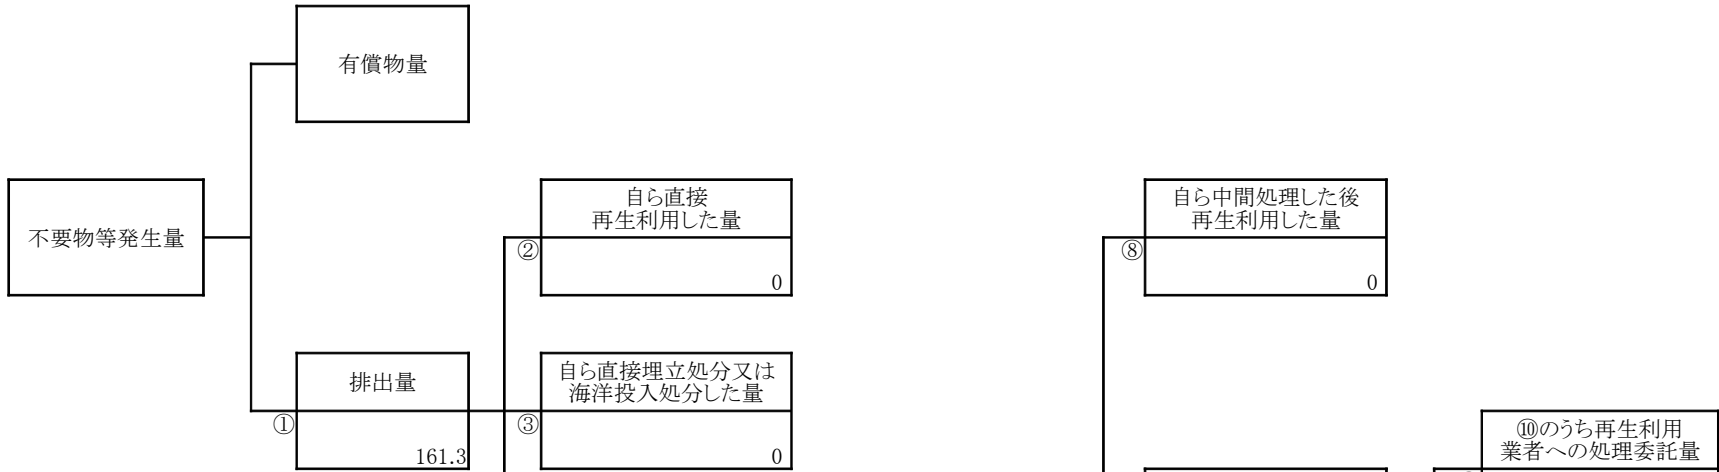 有償物量
不要物等発生量
自ら直接
再生利用した量
②
0
自ら中間処理した後
再生利用した量
⑧
0
排出量
①
161.3
自ら直接埋立処分又は
海洋投入処分した量
③
0
⑩のうち再生利用
業者への処理委託量